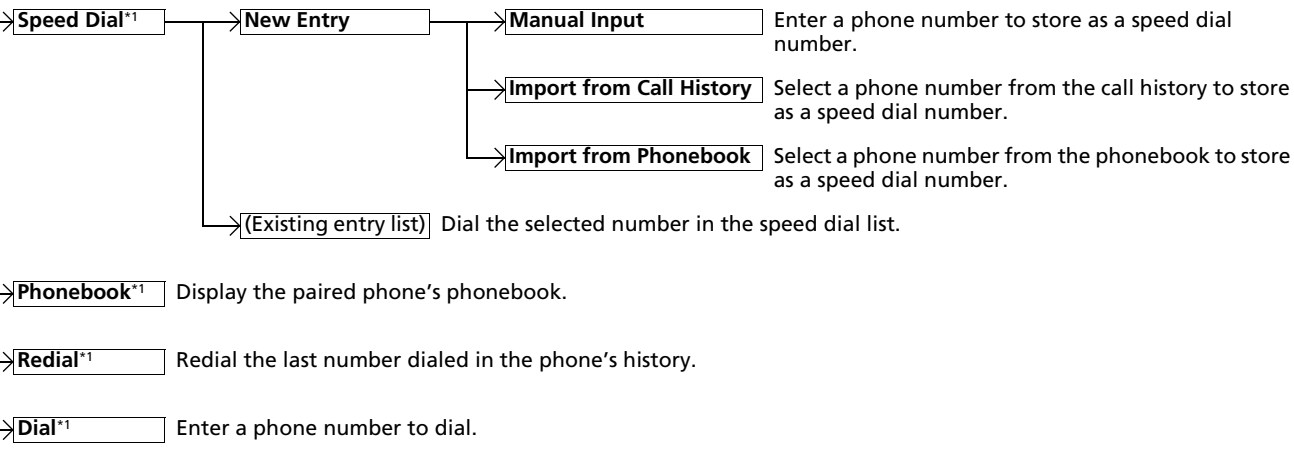 Speed Dial*1
New Entry
Manual Input
Enter a phone number to store as a speed dial
number.
Import from Call History
Select a phone number from the call history to store
as a speed dial number.
Import from Phonebook
Select a phone number from the phonebook to store
as a speed dial number.
(Existing entry list)
Dial the selected number in the speed dial list.
Phonebook*1
Display the paired phone’s phonebook.
Redial*1
Redial the last number dialed in the phone’s history.
Dial*1
Enter a phone number to dial.